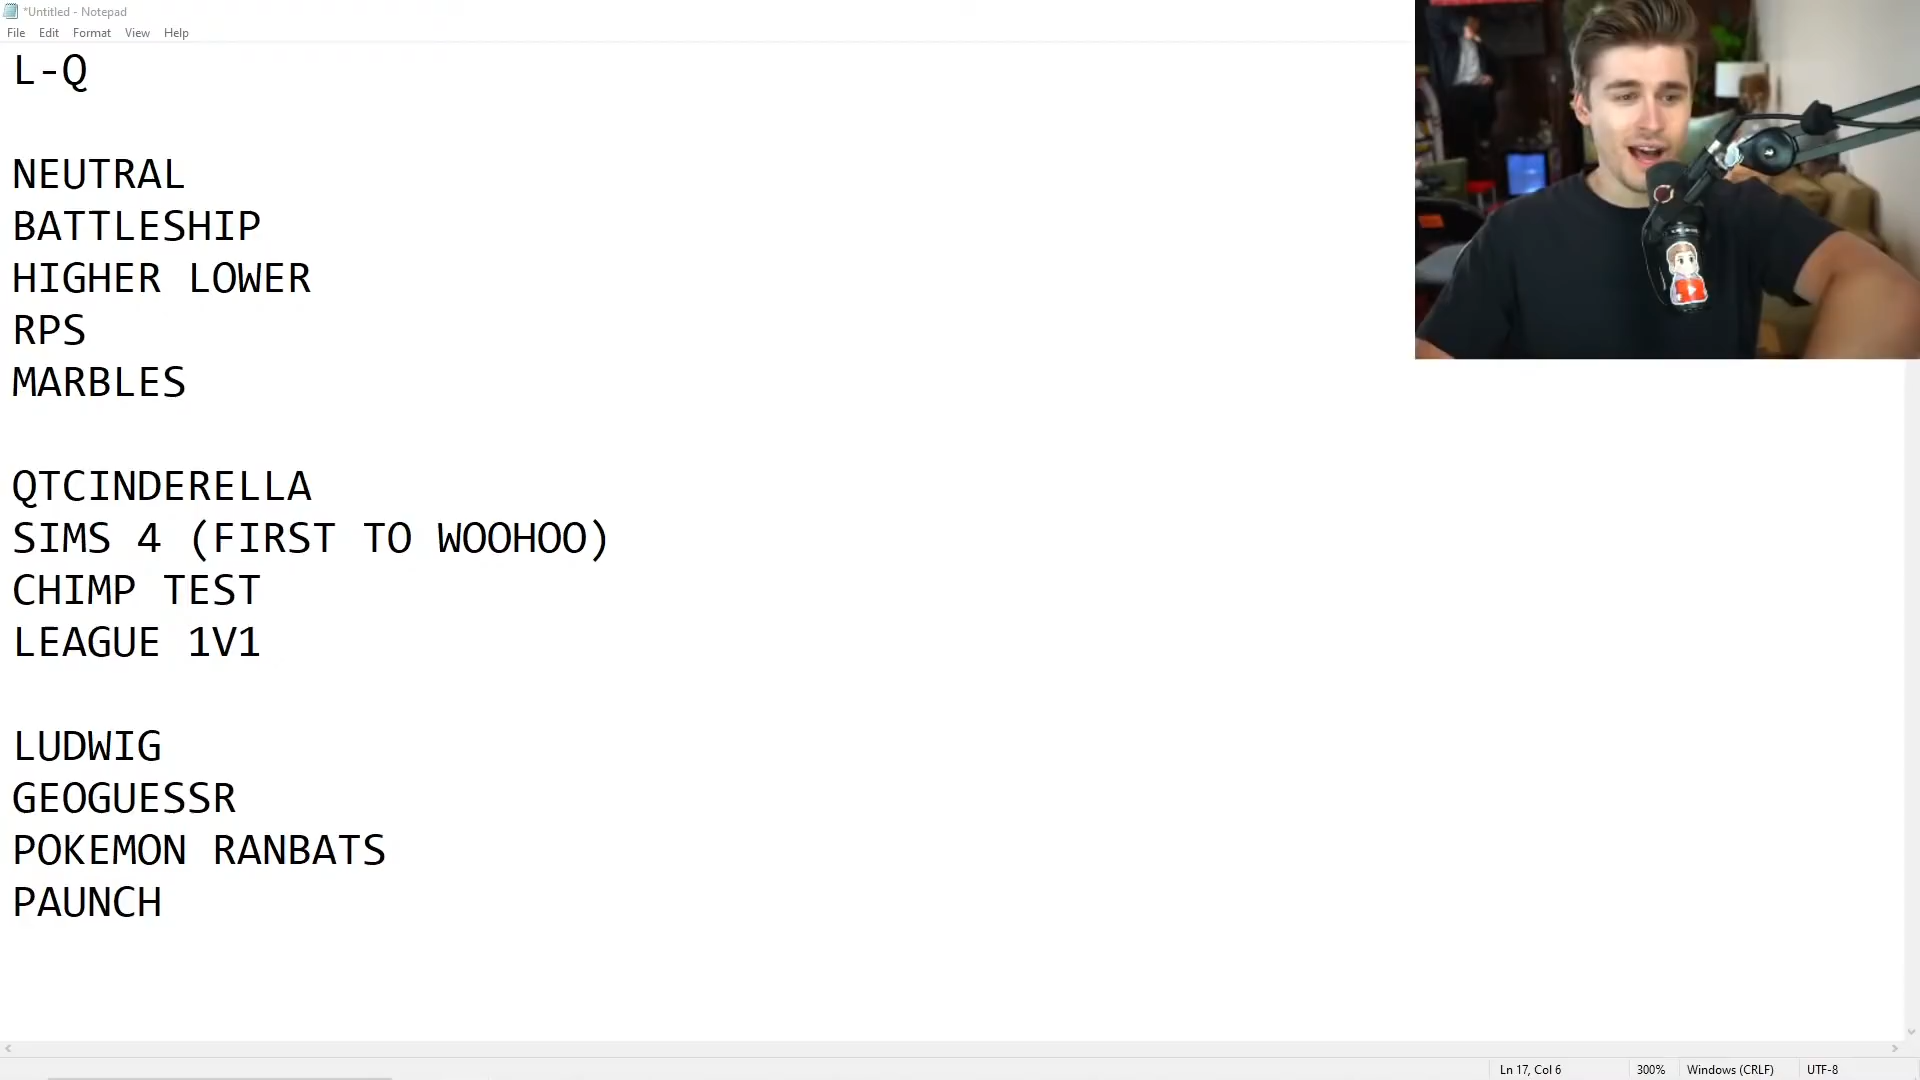 *Untitled - Notepad
File Edit Format View Help
L-Q
NEUTRAL
BATTLESHIP
HIGHER LOWER
RPS
MARBLES
QTCINDERELLA
SIMS 4 (FIRST TO WOOHOO)
CHIMP TEST
LEAGUE 1V1
LUDWIG
GEOGUESSR
POKEMON RANBATS
PAUNCH
Ln 17, Col 6 300% Windows (CRLF) UTF-8